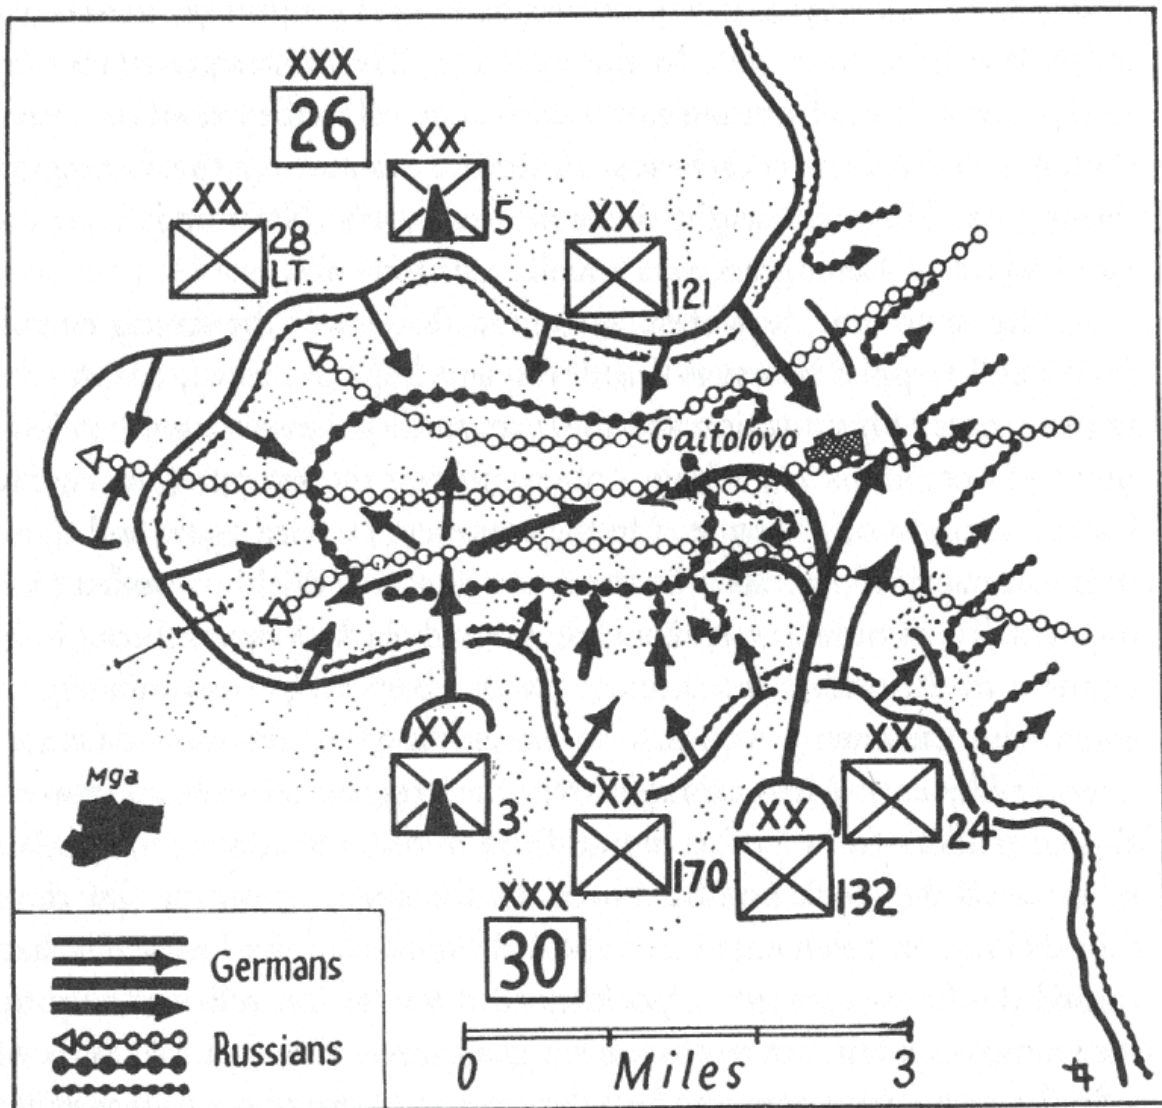 XXX
26
XX
5
XX
28
LT.
XX
121
Gaitolovo
XX
3
Mga
XX
170
XX
132
XX
24
XXX
30
Germans
Russians
0 Miles 3